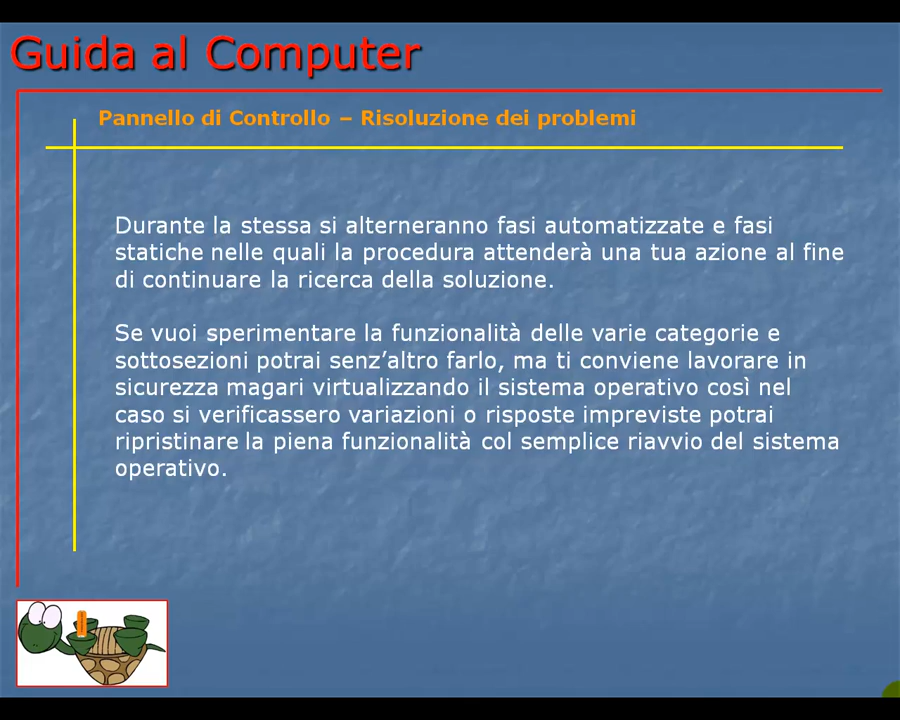 Guida al Computer
Pannello di Controllo – Risoluzione dei problemi
Durante la stessa si alterneranno fasi automatizzate e fasi
statiche nelle quali la procedura attenderà una tua azione al fine
di continuare la ricerca della soluzione.
Se vuoi sperimentare la funzionalità delle varie categorie e
sottosezioni potrai senz’altro farlo, ma ti conviene lavorare in
sicurezza magari virtualizzando il sistema operativo così nel
caso si verificassero variazioni o risposte impreviste potrai
ripristinare la piena funzionalità col semplice riavvio del sistema
operativo.